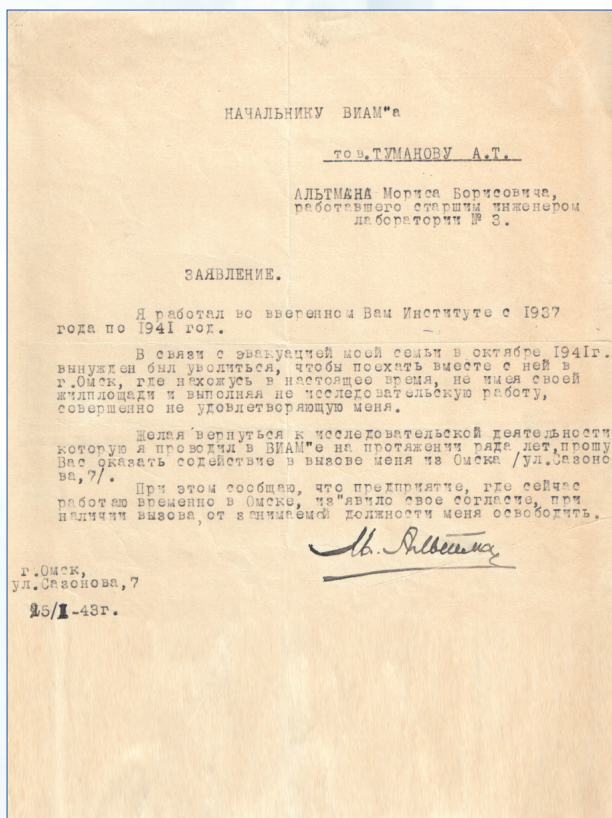 НАЧАЛЬНИКУ ВИАМ"а
тов.ТУМАНОВУ А.Т.
АЛЬТМАНА Мориса Борисовича,
работавшего старшим инженером
лаборатории № 3.
ЗАЯВЛЕНИЕ.
Я работал во вверенном Вам Институте с 1937
года по 1941 год.
В связи с эвакуацией моей семьи в октябре 1941г.
вынужден был уволиться, чтобы поехать вместе с ней в
г.Омск, где нахожусь в настоящее время, не имея своей
жилплощади и выполняя не исследовательскую работу,
совершенно не удовлетворяющую меня.
Желая вернуться к исследовательской деятельности
которую я проводил в ВИАМ"е на протяжении ряда лет,прошу
Вас оказать содействие в вызове меня из Омска /ул.Сазоно
ва,7/.
При этом сообщаю, что предприятие, где сейчас
работаю временно в Омске, из"явило свое согласие, при
наличии вызова,от занимаемой должности меня освободить.
М. Альтман
г.Омск,
ул.Сазонова,7
25/I-43г.